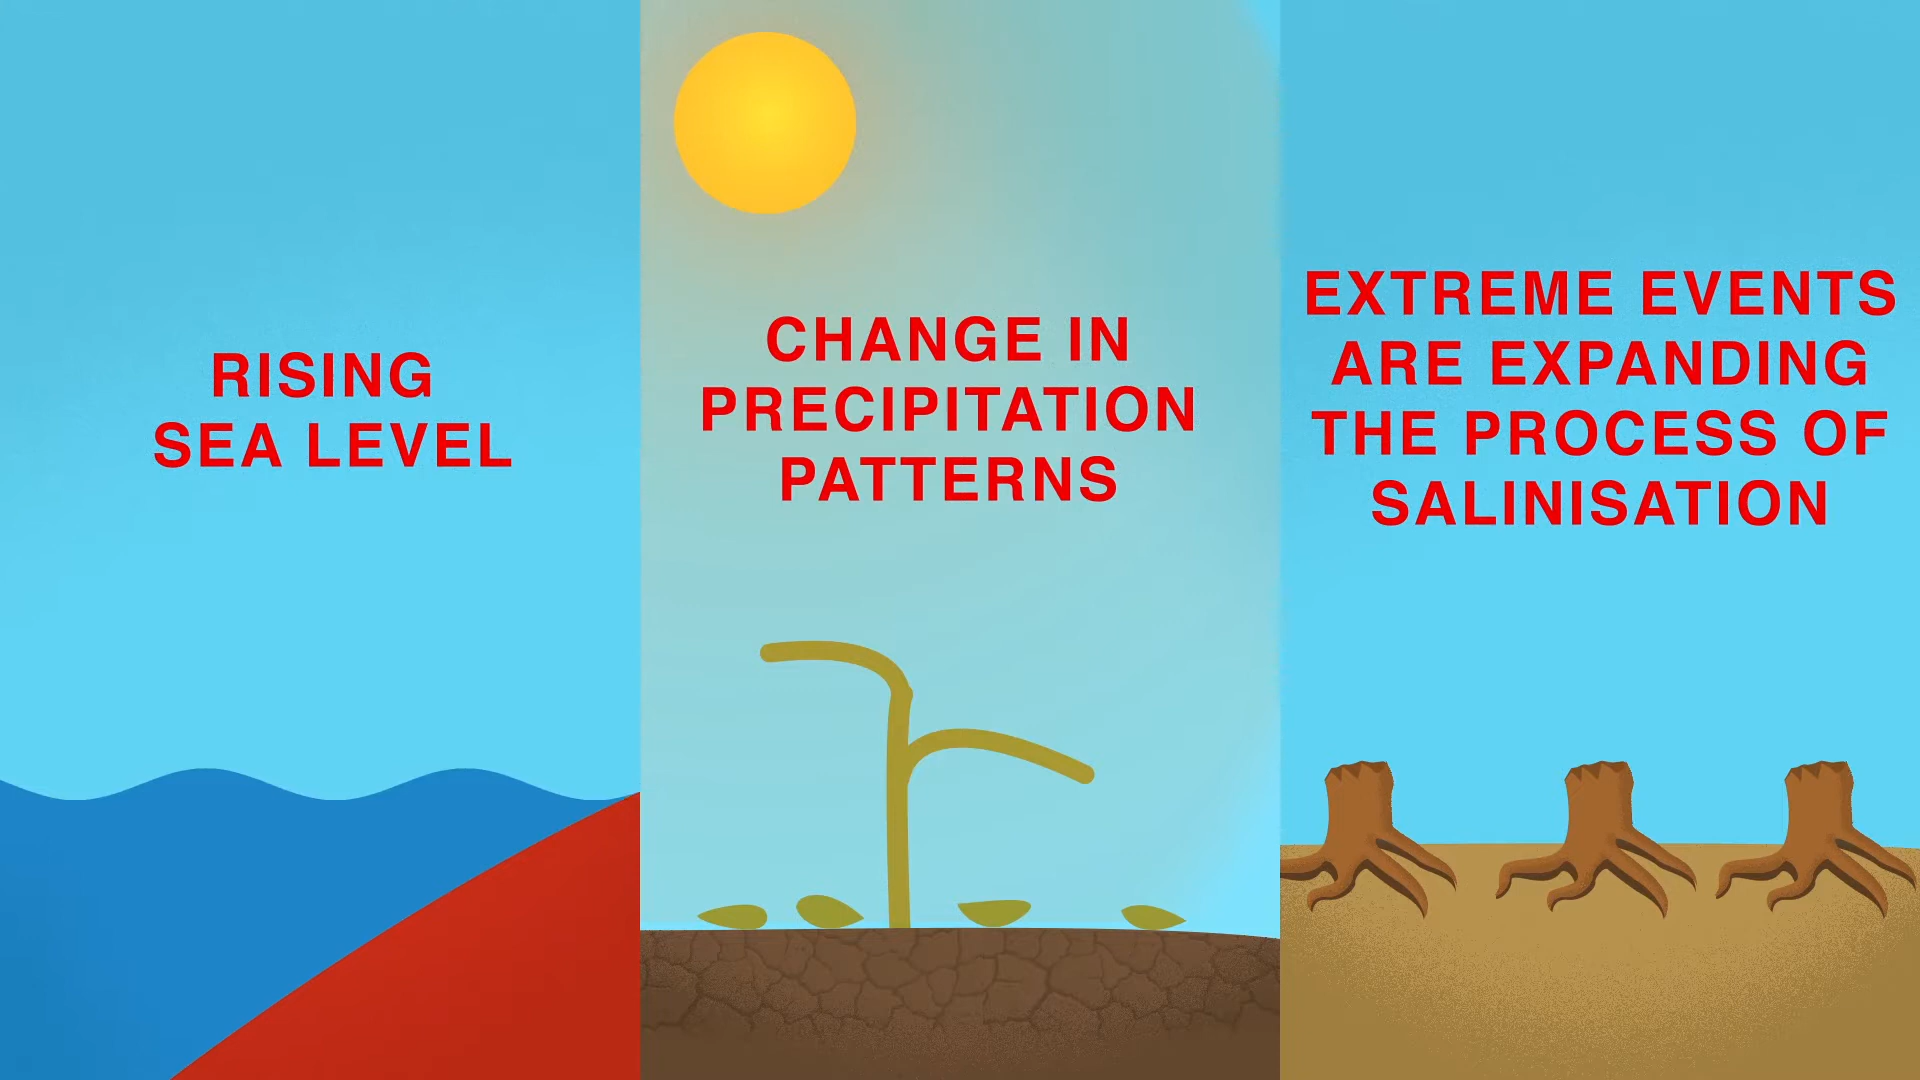 RISING
SEA LEVEL
CHANGE IN
PRECIPITATION
PATTERNS
EXTREME EVENTS
ARE EXPANDING
THE PROCESS OF
SALINISATION